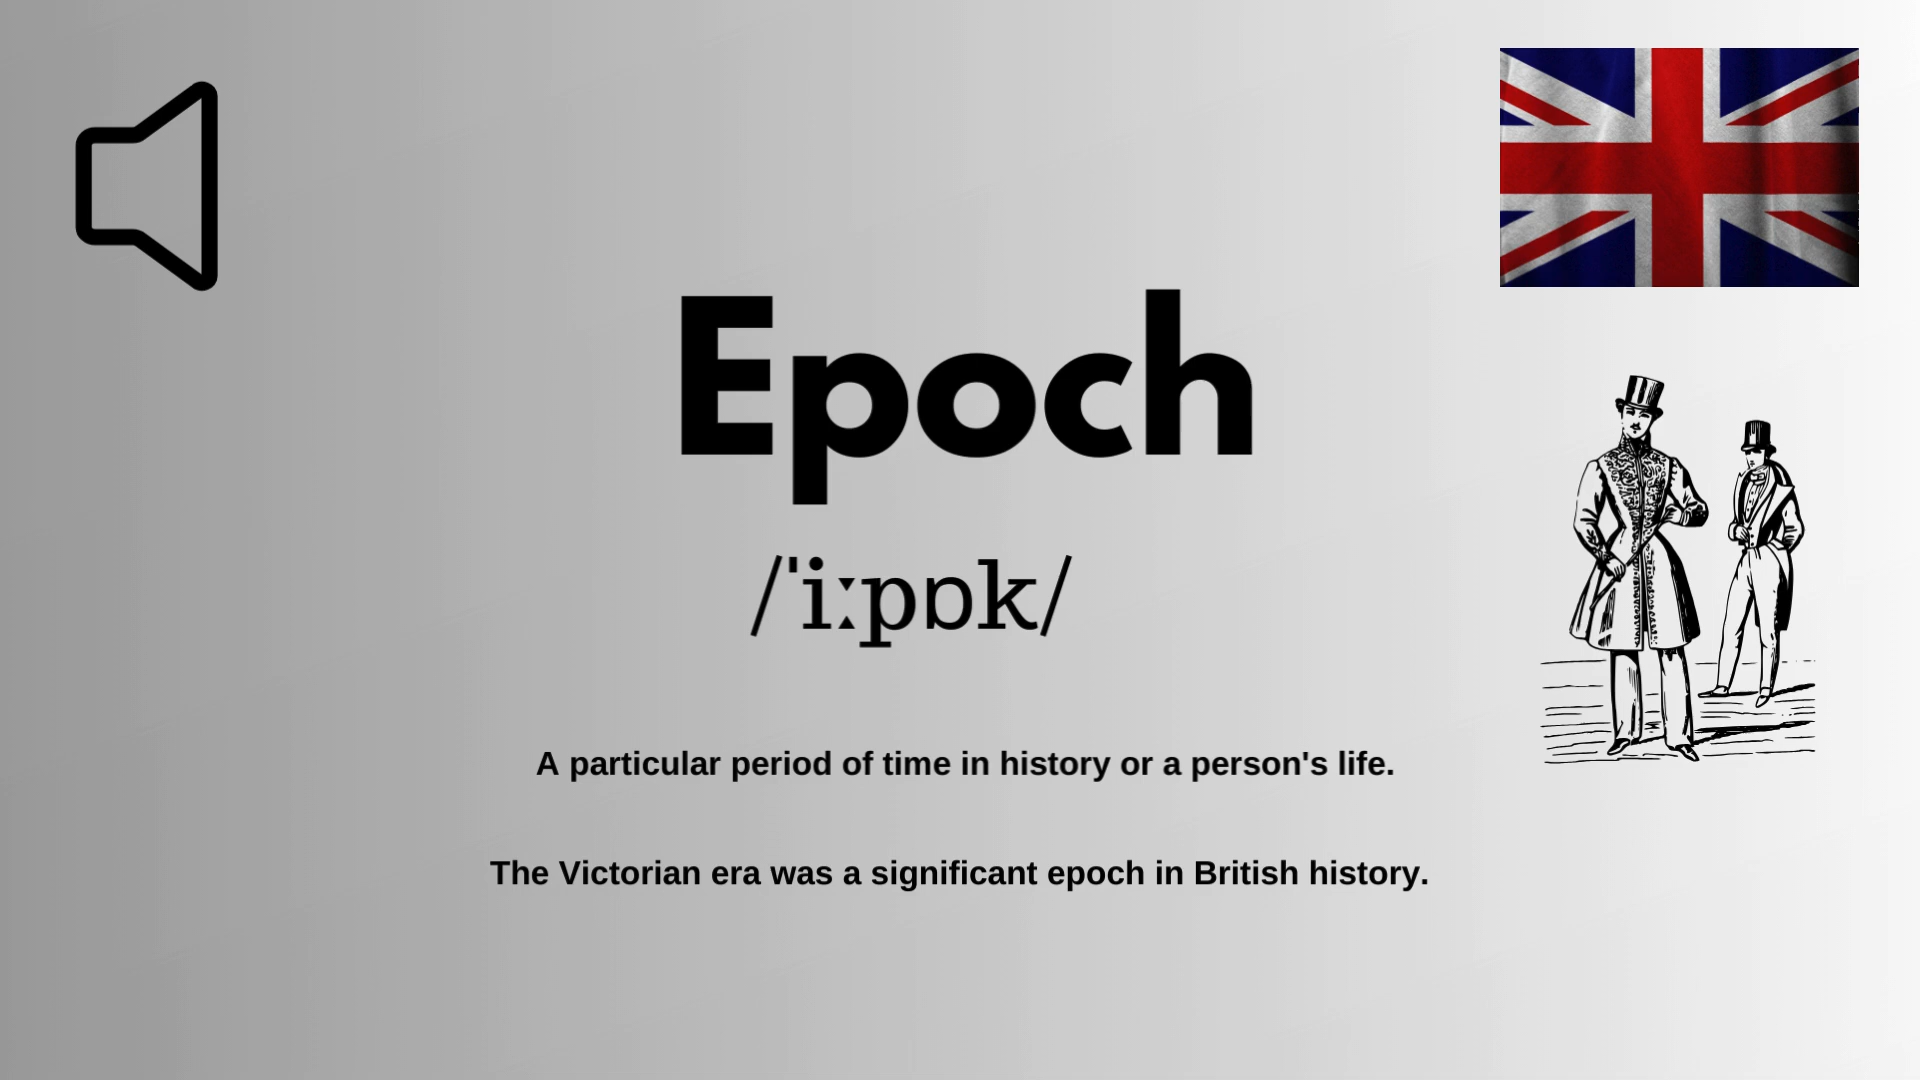 Epoch
/ˈiːpɒk/
A particular period of time in history or a person's life.
The Victorian era was a significant epoch in British history.